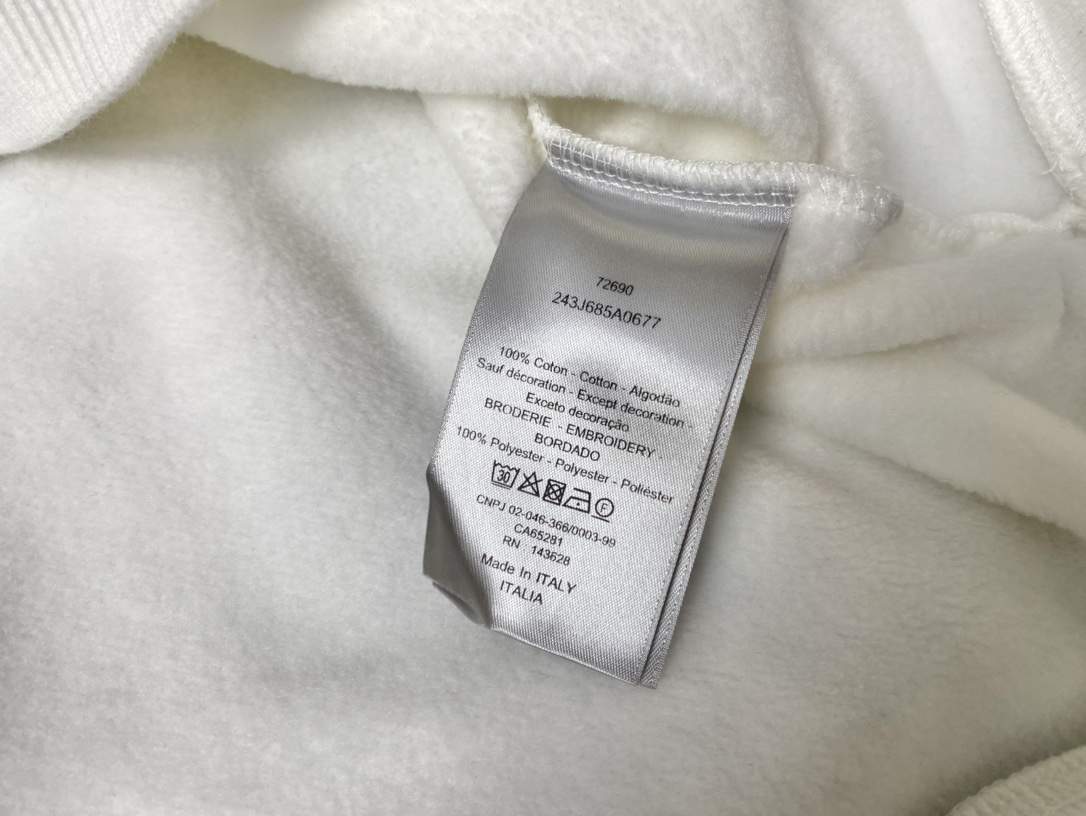 72690
243J685A0677
100% Coton - Cotton - Algodão
Sauf décoration - Except decoration -
Exceto decoração
BRODERIE - EMBROIDERY -
BORDADO
100% Polyester - Polyester - Poliéster
30 F
CNPJ 02-046-366/0003-99
CA65281
RN 143628
Made In ITALY
ITALIA